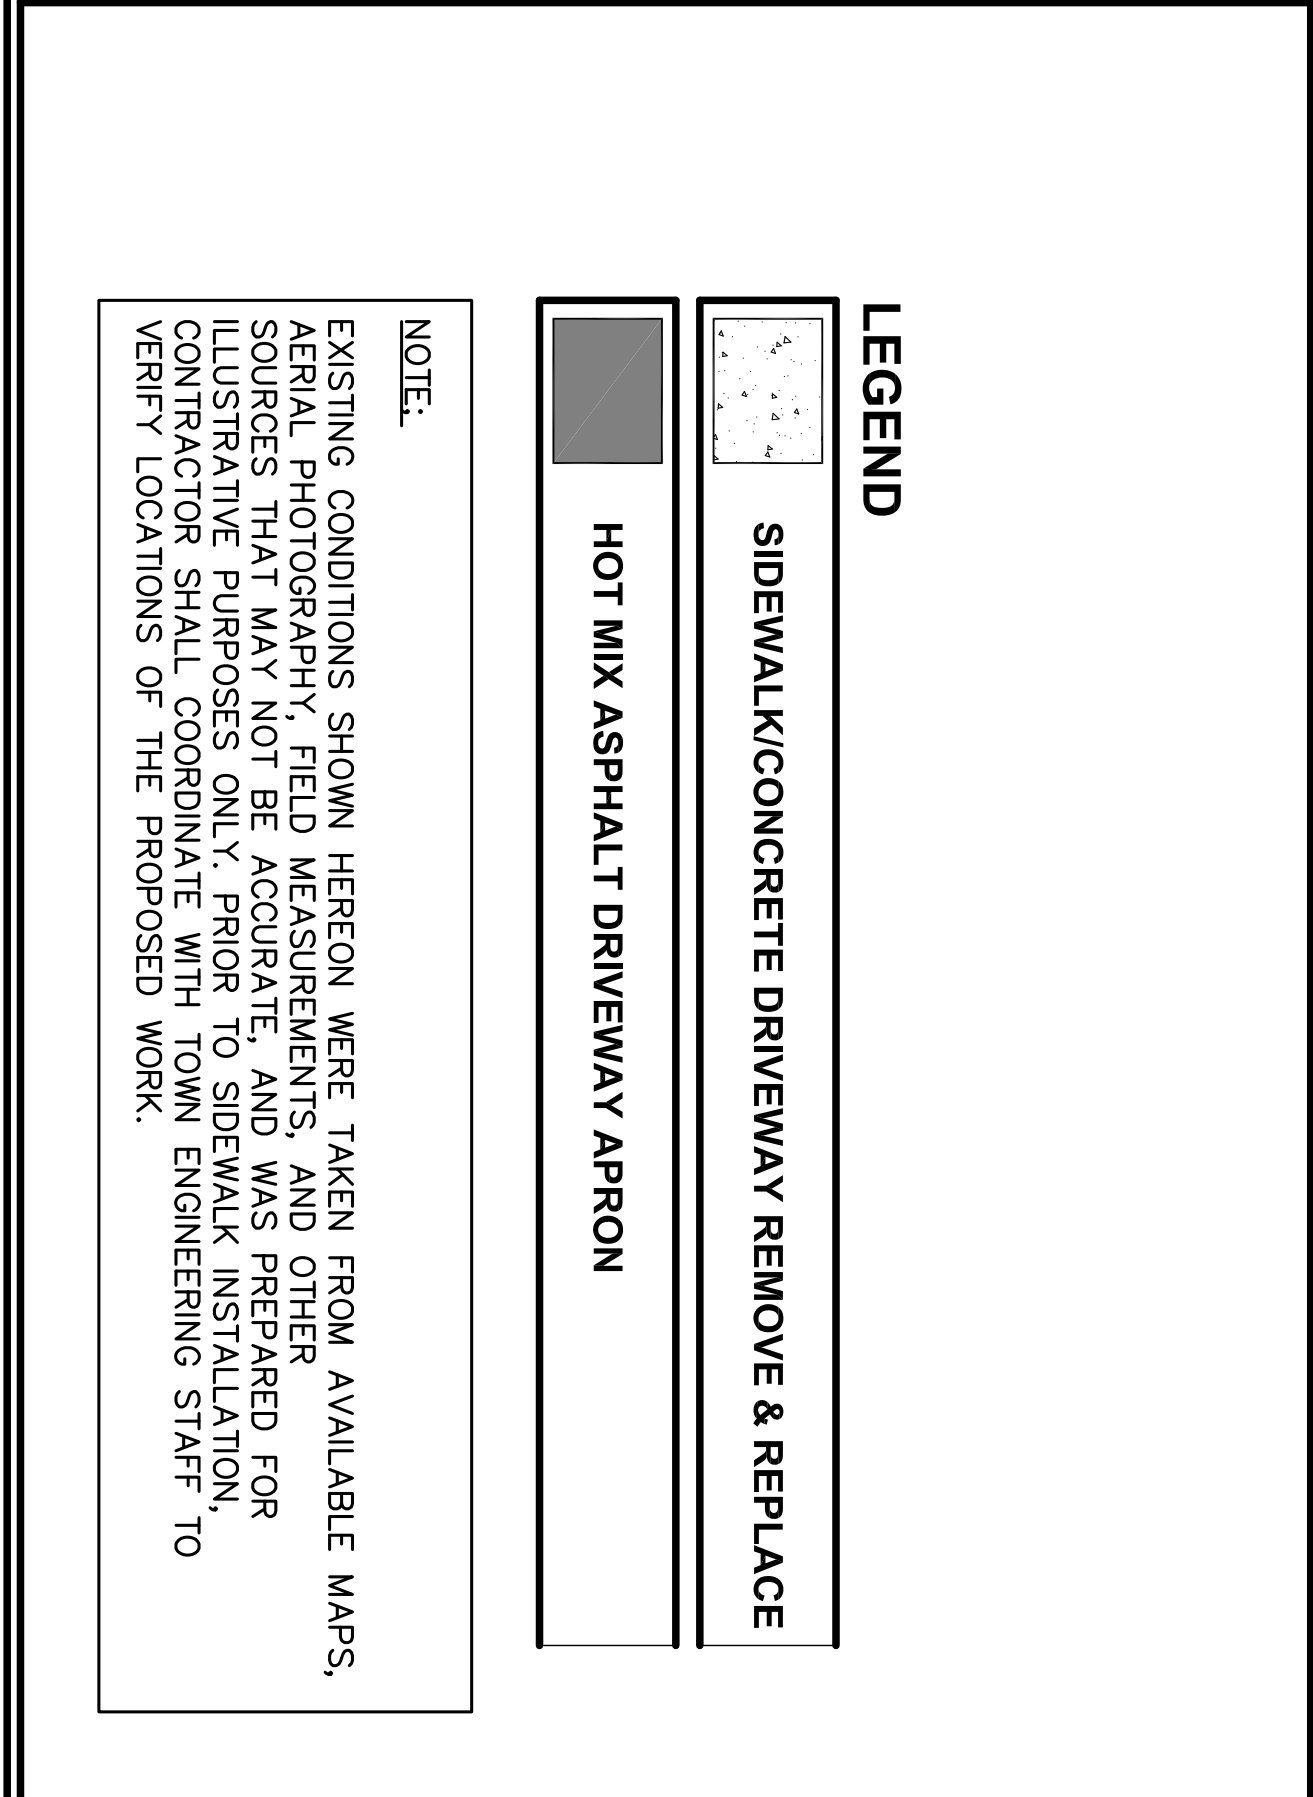 LEGEND
SIDEWALK/CONCRETE DRIVEWAY REMOVE & REPLACE
HOT MIX ASPHALT DRIVEWAY APRON
NOTE:
EXISTING CONDITIONS SHOWN HEREON WERE TAKEN FROM AVAILABLE MAPS,
AERIAL PHOTOGRAPHY, FIELD MEASUREMENTS, AND OTHER
SOURCES THAT MAY NOT BE ACCURATE, AND WAS PREPARED FOR
ILLUSTRATIVE PURPOSES ONLY. PRIOR TO SIDEWALK INSTALLATION,
CONTRACTOR SHALL COORDINATE WITH TOWN ENGINEERING STAFF TO
VERIFY LOCATIONS OF THE PROPOSED WORK.